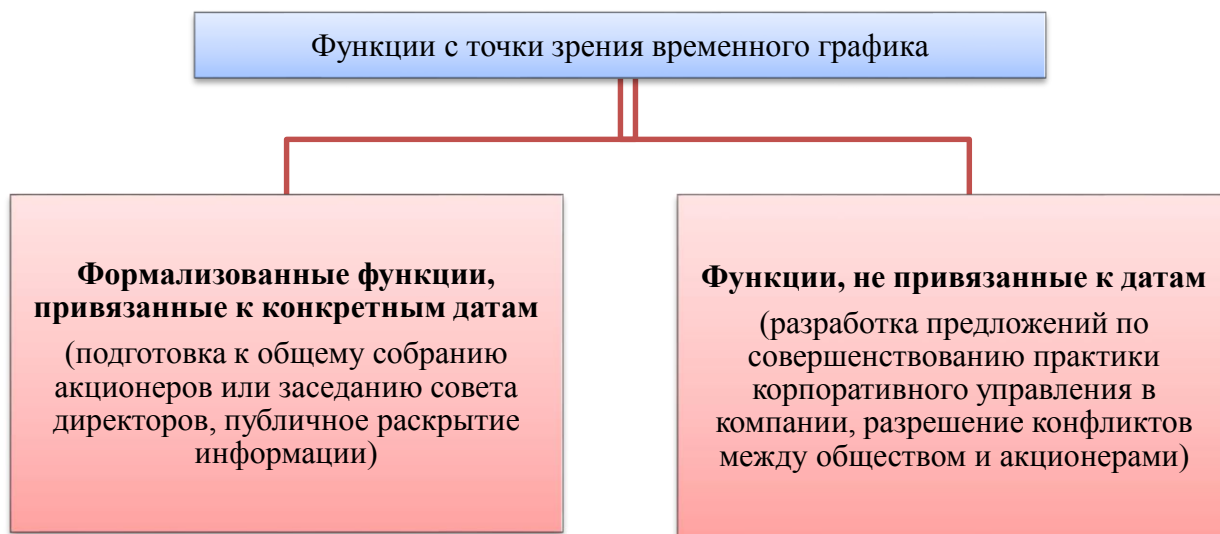 Функции с точки зрения временного графика
Формализованные функции,
привязанные к конкретным датам
(подготовка к общему собранию
акционеров или заседанию совета
директоров, публичное раскрытие
информации)
Функции, не привязанные к датам
(разработка предложений по
совершенствованию практики
корпоративного управления в
компании, разрешение конфликтов
между обществом и акционерами)